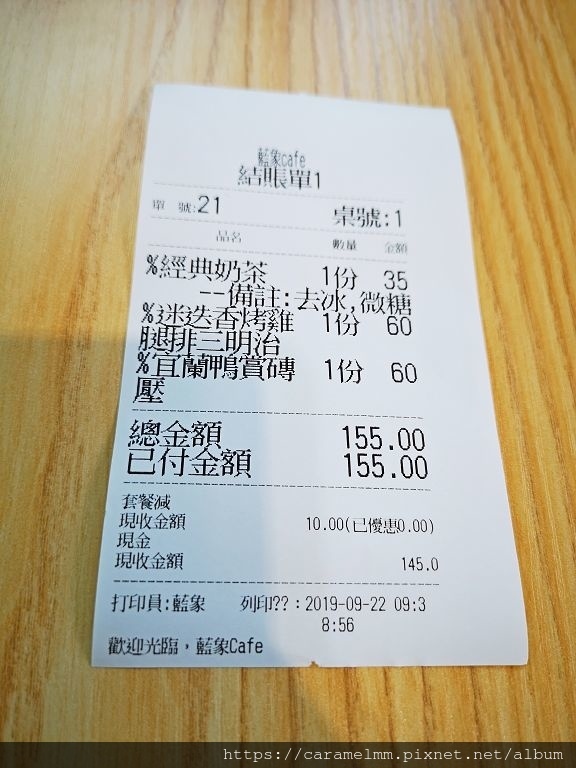 藍象cafe
結賬單1
單 號:21 桌號:1
品名 數量 金額
%經典奶茶 1份 35
--備註:去冰,微糖
%迷迭香烤雞 1份 60
腿排三明治
%宜蘭鴨賞磚 1份 60
壓
總金額 155.00
已付金額 155.00
套餐減
現收金額 10.00(已優惠0.00)
現金
現收金額 145.0
打印員:藍象 列印??:2019-09-22 09:3
8:56
歡迎光臨，藍象Cafe
https://caramelmm.pixnet.net/album